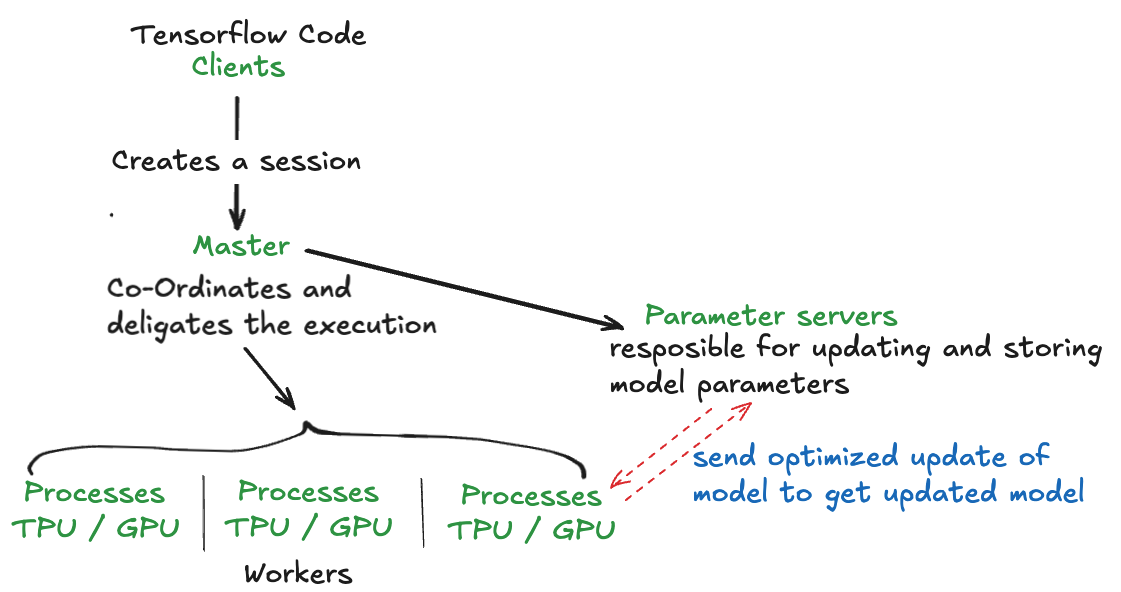 Tensorflow Code
Clients
Creates a session
Master
Co-Ordinates and
deligates the execution
Parameter servers
resposible for updating and storing
model parameters
send optimized update of
model to get updated model
Processes
TPU / GPU
Processes
TPU / GPU
Processes
TPU / GPU
Workers